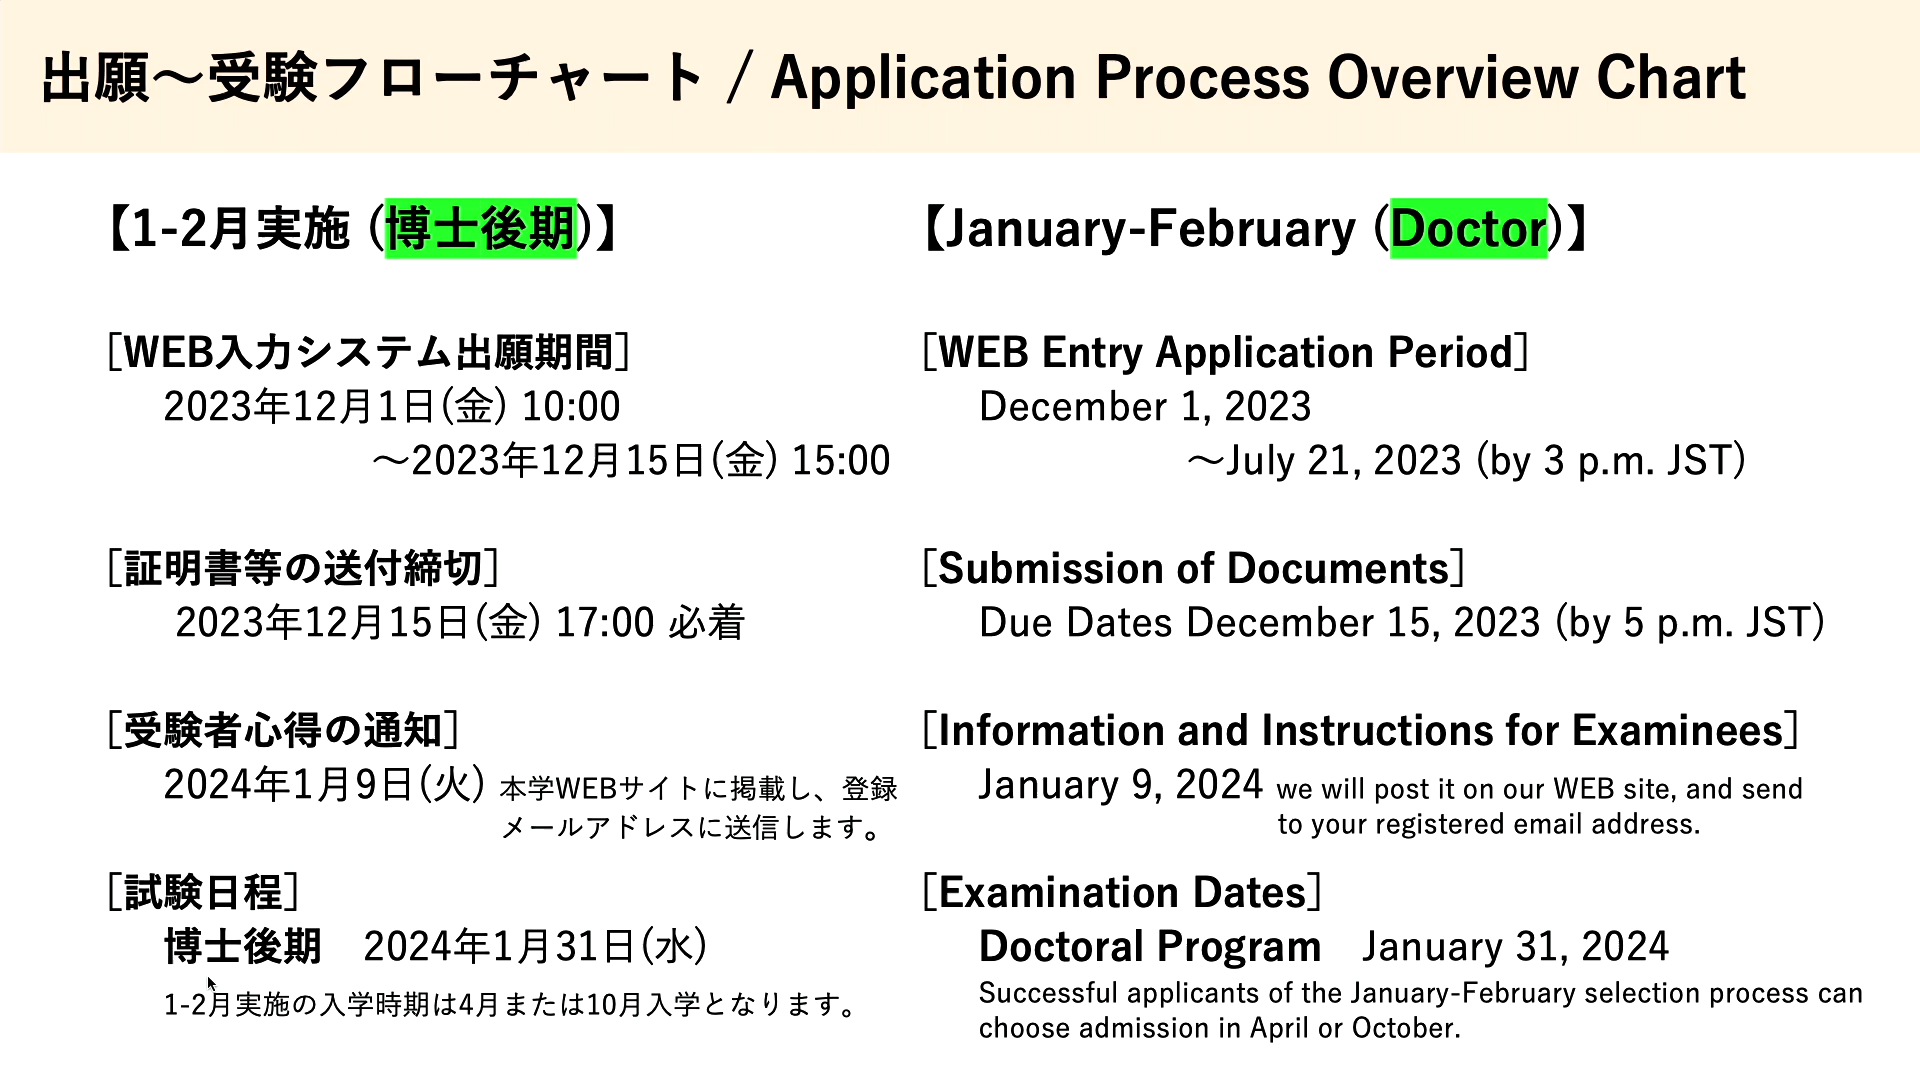 出願～受験フローチャート / Application Process Overview Chart
【1-2月実施 (博士後期)】
［WEB入力システム出願期間］
2023年12月1日(金) 10:00
～2023年12月15日(金) 15:00
［証明書等の送付締切］
2023年12月15日(金) 17:00 必着
［受験者心得の通知］
2024年1月9日(火) 本学WEBサイトに掲載し、登録
メールアドレスに送信します。
［試験日程］
博士後期　2024年1月31日(水)
1-2月実施の入学時期は4月または10月入学となります。
【January-February (Doctor)】
［WEB Entry Application Period］
December 1, 2023
～July 21, 2023 (by 3 p.m. JST)
［Submission of Documents］
Due Dates December 15, 2023 (by 5 p.m. JST)
［Information and Instructions for Examinees］
January 9, 2024 we will post it on our WEB site, and send
to your registered email address.
［Examination Dates］
Doctoral Program　January 31, 2024
Successful applicants of the January-February selection process can
choose admission in April or October.